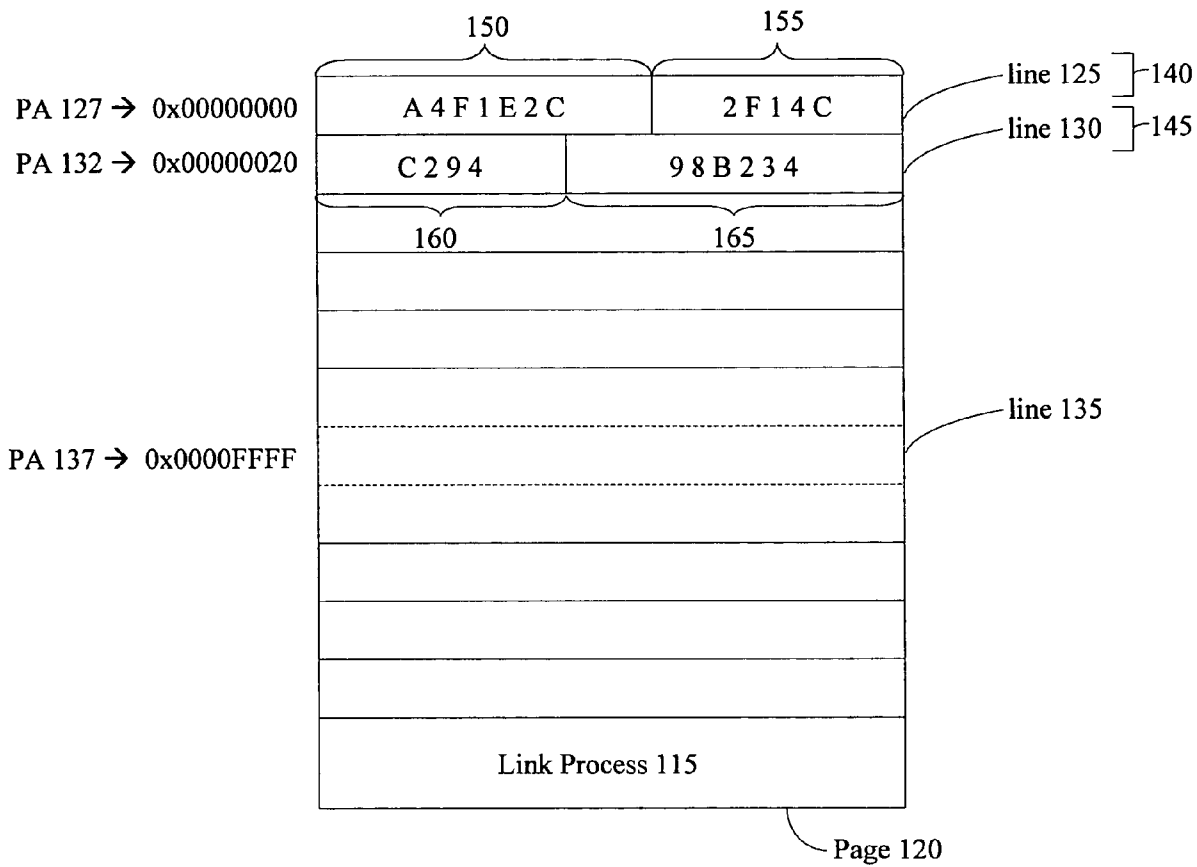 150 155
PA 127 → 0x00000000 A 4 F 1 E 2 C 2 F 1 4 C line 125 140
PA 132 → 0x00000020 C 2 9 4 9 8 B 2 3 4 line 130 145
160 165
line 135
PA 137 → 0x0000FFFF
Link Process 115
Page 120